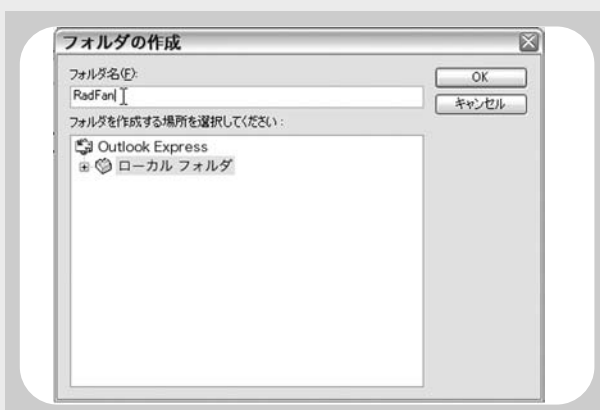 フォルダの作成
フォルダ名(F):
RadFan
フォルダを作成する場所を選択してください:
Outlook Express
ローカル フォルダ
OK
キャンセル